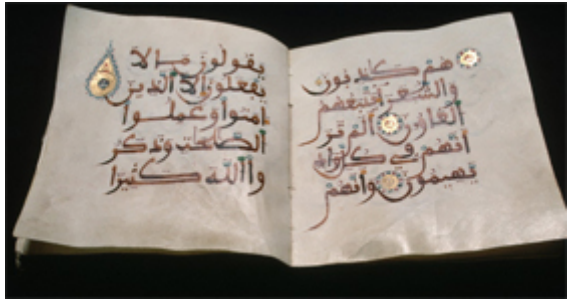 هم كذبون
والشعرا يتبعهم
الغاون الم تر
انهم في كل واد
يهيمون وانهم
يقولون ما لا
يفعلون الا الذين
امنوا وعملوا
الصلحت وذكر
وا الله كثيرا